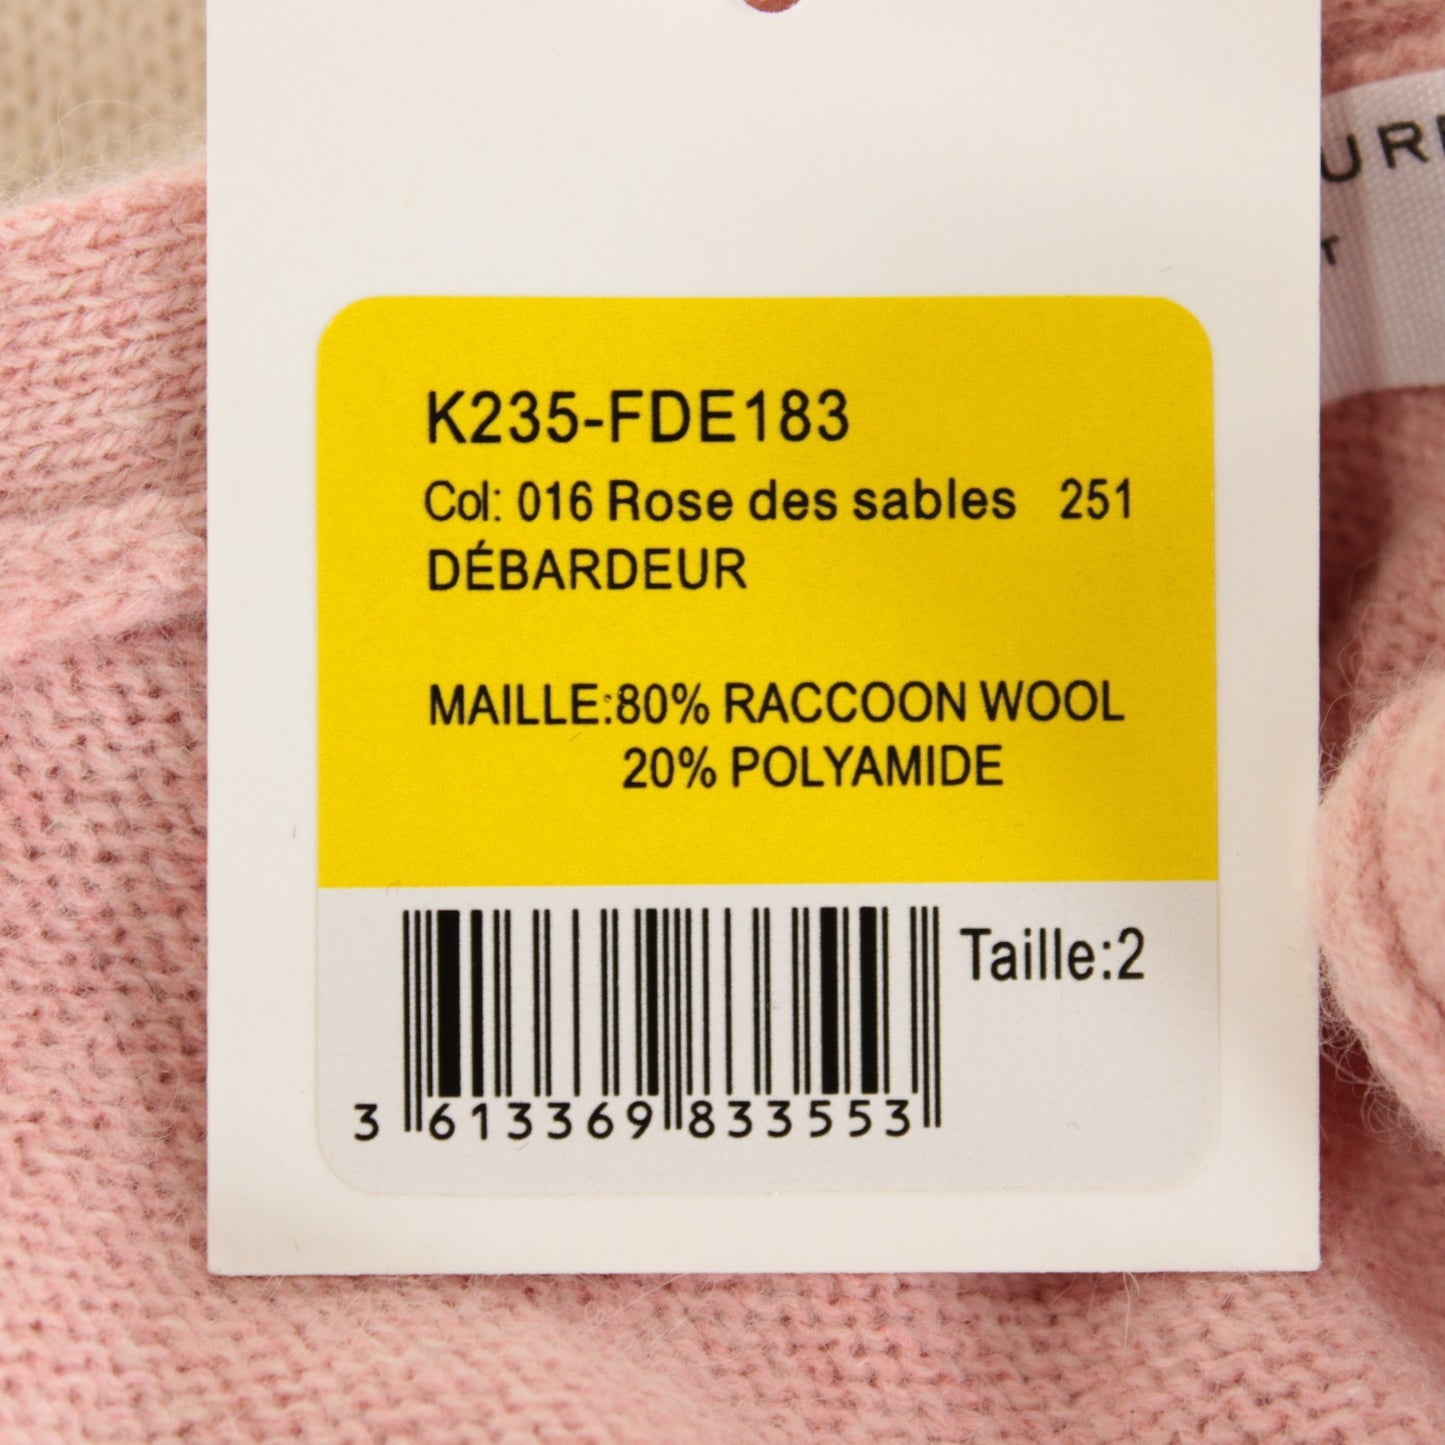 K235-FDE183
Col: 016 Rose des sables 251
DÉBARDEUR
MAILLE:80% RACCOON WOOL
20% POLYAMIDE
Taille:2
3 613369 833553